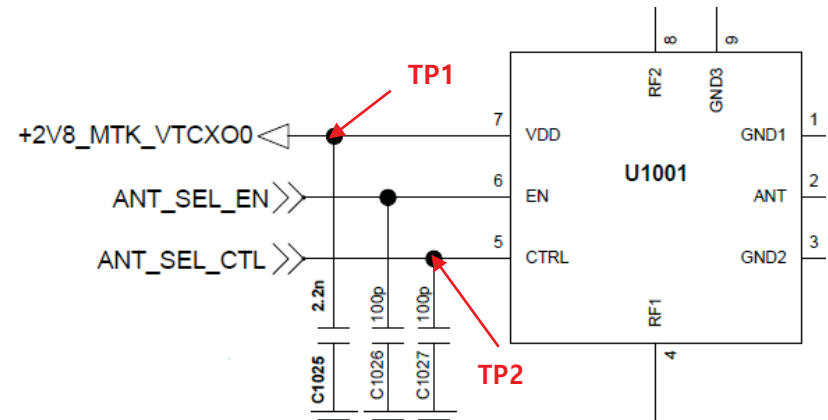 TP1
8
9
RF2
GND3
+2V8_MTK_VTCXO0
7
VDD
GND1
1
U1001
ANT_SEL_EN
6
EN
ANT
2
ANT_SEL_CTL
5
CTRL
GND2
3
2.2n
100p
100p
RF1
4
C1025
C1026
C1027
TP2